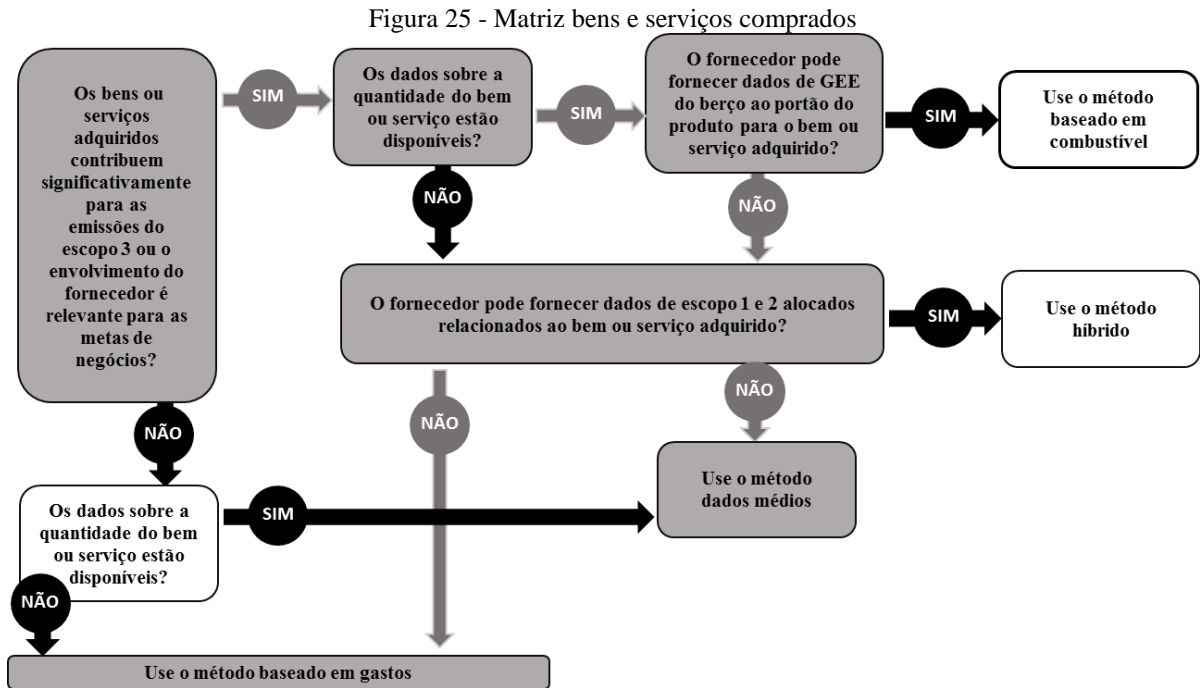 Figura 25 - Matriz bens e serviços comprados
Os bens ou
serviços
adquiridos
contribuem
significativamente
para as
emissões do
escopo 3 ou o
envolvimento do
fornecedor é
relevante para as
metas de
negócios?
SIM
Os dados sobre a
quantidade do bem
ou serviço estão
disponíveis?
SIM
O fornecedor pode
fornecer dados de GEE
do berço ao portão do
produto para o bem ou
serviço adquirido?
SIM
Use o método
baseado em
combustível
NÃO
NÃO
O fornecedor pode fornecer dados de escopo 1 e 2 alocados
relacionados ao bem ou serviço adquirido?
SIM
Use o método
híbrido
NÃO
NÃO
NÃO
Use o método
dados médios
Os dados sobre a
quantidade do bem
ou serviço estão
disponíveis?
SIM
NÃO
Use o método baseado em gastos